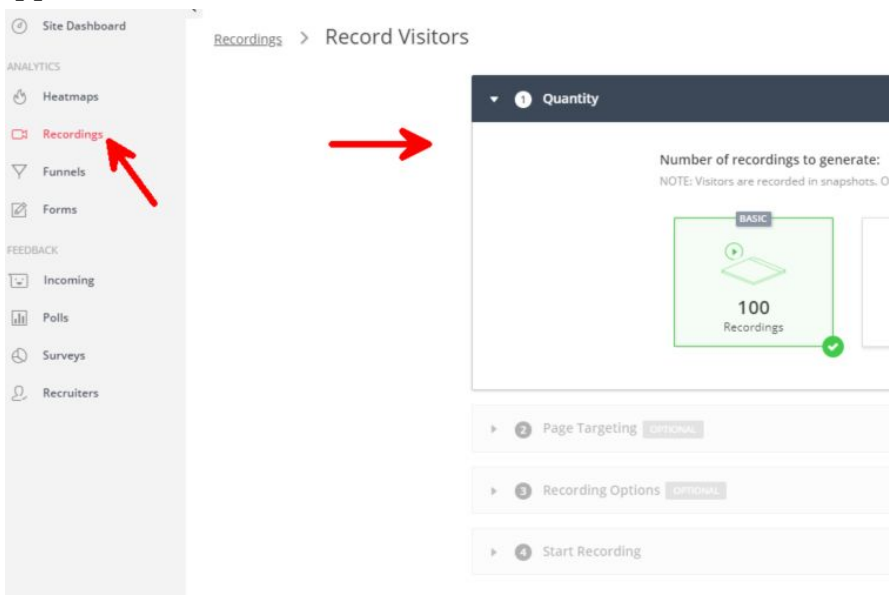 Site Dashboard
ANALYTICS
Heatmaps
Recordings
Funnels
Forms
FEEDBACK
Incoming
Polls
Surveys
Recruiters
Recordings > Record Visitors
1 Quantity
Number of recordings to generate:
NOTE: Visitors are recorded in snapshots. O
BASIC
100
Recordings
2 Page Targeting OPTIONAL
3 Recording Options OPTIONAL
4 Start Recording